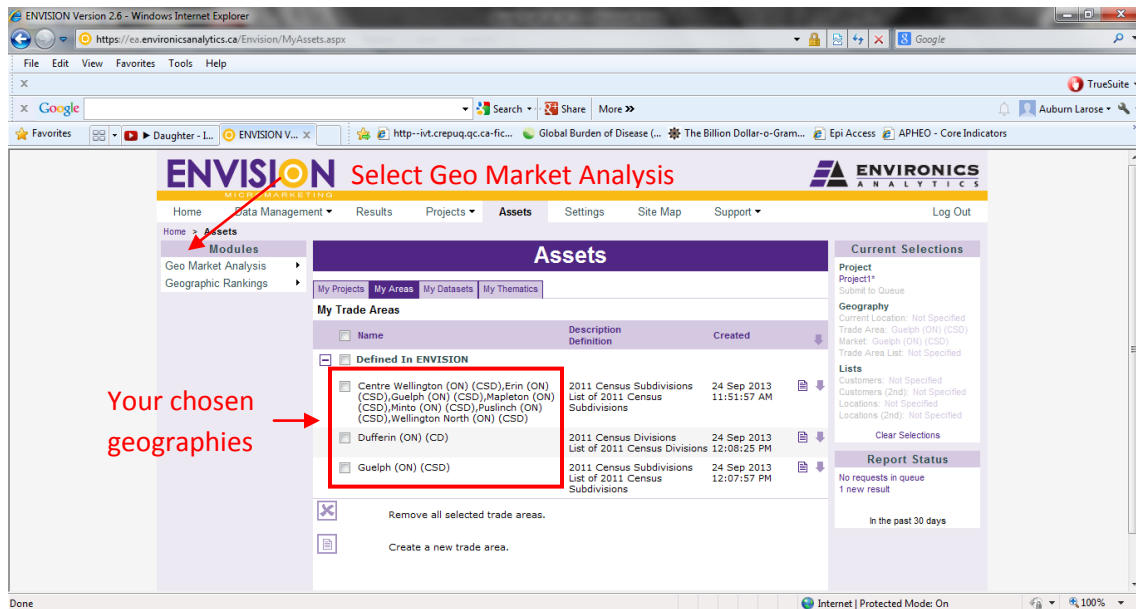 ENVISION Version 2.6 - Windows Internet Explorer
https://ea.environicsanalytics.ca/Envision/MyAssets.aspx
Google
File Edit View Favorites Tools Help
x
TrueSuite
x Google
Search
Share
More »
Auburn Larose
Favorites
Daughter - I...
ENVISION V... X
http--ivt.crepuq.qc.ca-fic...
Global Burden of Disease (...
The Billion Dollar-o-Gram...
Epi Access
APHEO - Core Indicators
ENVISION
MICROMARKETING
Select Geo Market Analysis
ENVIRONICS
ANALYTICS
Home Data Management Results Projects Assets Settings Site Map Support Log Out
Home > Assets
Modules
Geo Market Analysis
Geographic Rankings
Assets
My Projects My Areas My Datasets My Thematics
My Trade Areas
Name Description Created
Definition
Defined In ENVISION
Centre Wellington (ON) (CSD),Erin (ON)
(CSD),Guelph (ON) (CSD),Mapleton (ON)
(CSD),Minto (ON) (CSD),Puslinch (ON)
(CSD),Wellington North (ON) (CSD)
2011 Census Subdivisions
List of 2011 Census
Subdivisions
24 Sep 2013
11:51:57 AM
Dufferin (ON) (CD)
2011 Census Divisions
List of 2011 Census Divisions
24 Sep 2013
12:08:25 PM
Guelph (ON) (CSD)
2011 Census Subdivisions
List of 2011 Census
Subdivisions
24 Sep 2013
12:07:57 PM
Your chosen
geographies
Remove all selected trade areas.
Create a new trade area.
Current Selections
Project
Project1*
Submit to Queue
Geography
Current Location: Not Specified
Trade Area: Guelph (ON) (CSD)
Market: Guelph (ON) (CSD)
Trade Area List: Not Specified
Lists
Customers: Not Specified
Customers (2nd): Not Specified
Locations: Not Specified
Locations (2nd): Not Specified
Clear Selections
Report Status
No requests in queue
1 new result
In the past 30 days
Done
Internet | Protected Mode: On
100%